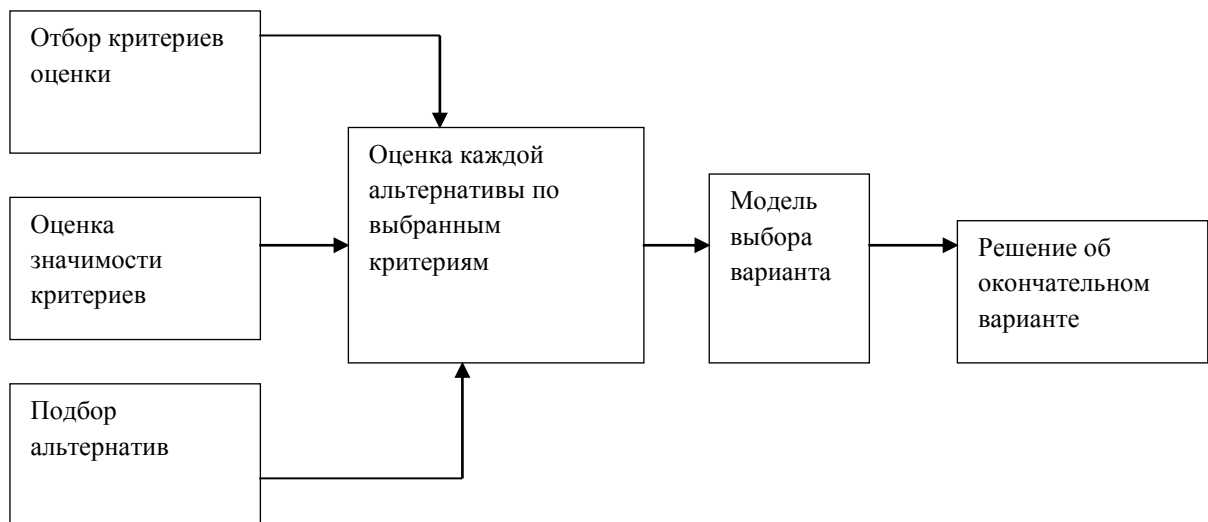 Отбор критериев
оценки
Оценка
значимости
критериев
Подбор
альтернатив
Оценка каждой
альтернативы по
выбранным
критериям
Модель
выбора
варианта
Решение об
окончательном
варианте